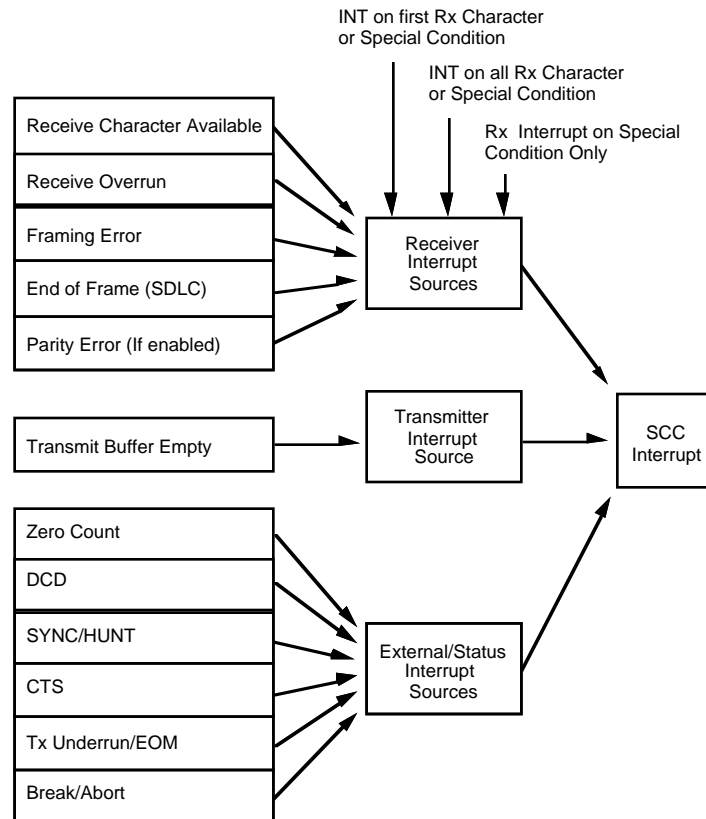 INT on first Rx Character
or Special Condition
INT on all Rx Character
or Special Condition
Rx Interrupt on Special
Condition Only
Receive Character Available
Receive Overrun
Framing Error
End of Frame (SDLC)
Parity Error (If enabled)
Receiver
Interrupt
Sources
Transmit Buffer Empty
Transmitter
Interrupt
Source
SCC
Interrupt
Zero Count
DCD
SYNC/HUNT
CTS
Tx Underrun/EOM
Break/Abort
External/Status
Interrupt
Sources